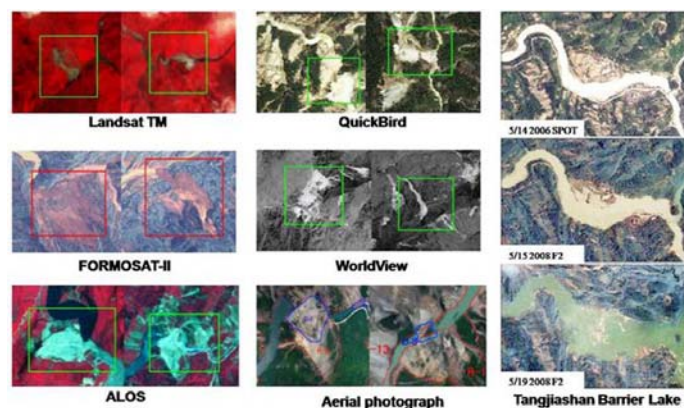 Landsat TM
QuickBird
5/14 2006 SPOT
FORMOSAT-II
WorldView
5/15 2008 F2
ALOS
Aerial photograph
5/19 2008 F2
Tangjiashan Barrier Lake